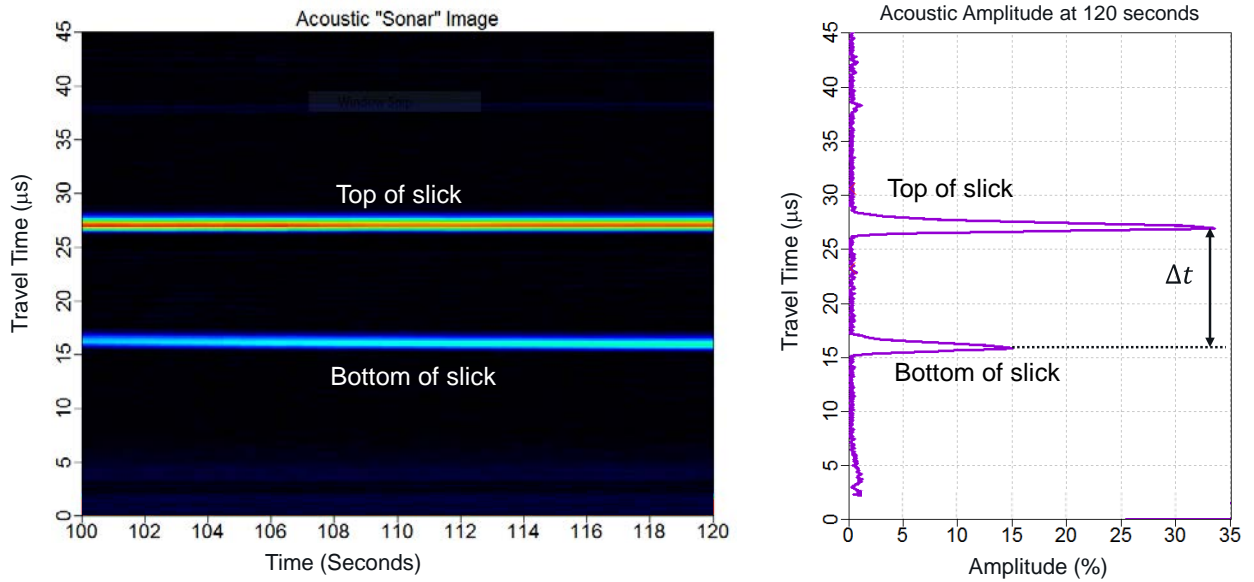 Acoustic "Sonar" Image
45
40
35
30
25
20
15
10
5
0
Travel Time (μs)
Top of slick
Bottom of slick
100 102 104 106 108 110 112 114 116 118 120
Time (Seconds)
Acoustic Amplitude at 120 seconds
45
40
35
30
25
20
15
10
5
0
Travel Time (μs)
Top of slick
Δt
Bottom of slick
0 5 10 15 20 25 30 35
Amplitude (%)